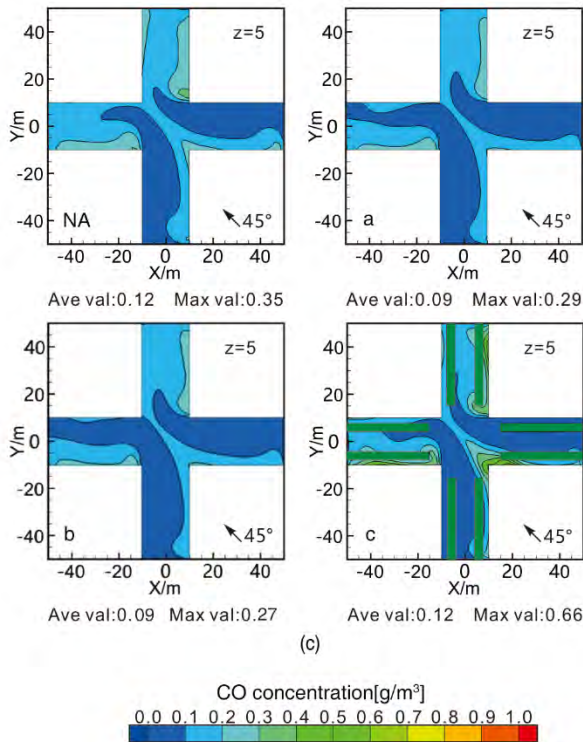 40
20
0
-20
-40
Y/m
z=5
NA
45°
-40 -20 0 20 40
X/m
Ave val:0.12 Max val:0.35
40
20
0
-20
-40
Y/m
z=5
a
45°
-40 -20 0 20 40
X/m
Ave val:0.09 Max val:0.29
40
20
0
-20
-40
Y/m
z=5
b
45°
-40 -20 0 20 40
X/m
Ave val:0.09 Max val:0.27
40
20
0
-20
-40
Y/m
z=5
c
45°
-40 -20 0 20 40
X/m
Ave val:0.12 Max val:0.66
(c)
CO concentration[g/m³]
0.0 0.1 0.2 0.3 0.4 0.5 0.6 0.7 0.8 0.9 1.0